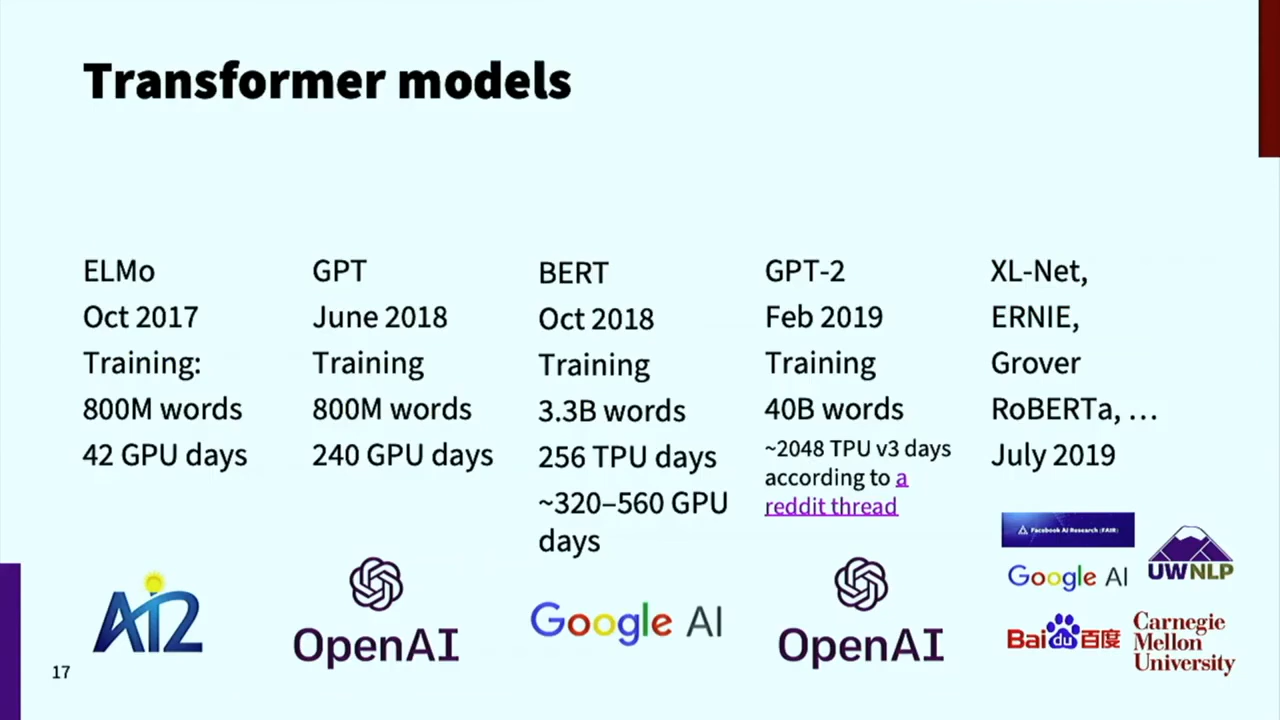 Transformer models
ELMo
Oct 2017
Training:
800M words
42 GPU days
GPT
June 2018
Training
800M words
240 GPU days
BERT
Oct 2018
Training
3.3B words
256 TPU days
~320–560 GPU
days
GPT-2
Feb 2019
Training
40B words
~2048 TPU v3 days
according to a
reddit thread
XL-Net,
ERNIE,
Grover
RoBERTa, …
July 2019
AI2
OpenAI
Google AI
OpenAI
Facebook AI Research (FAIR)
UWNLP
Google AI
Baidu百度
Carnegie
Mellon
University
17